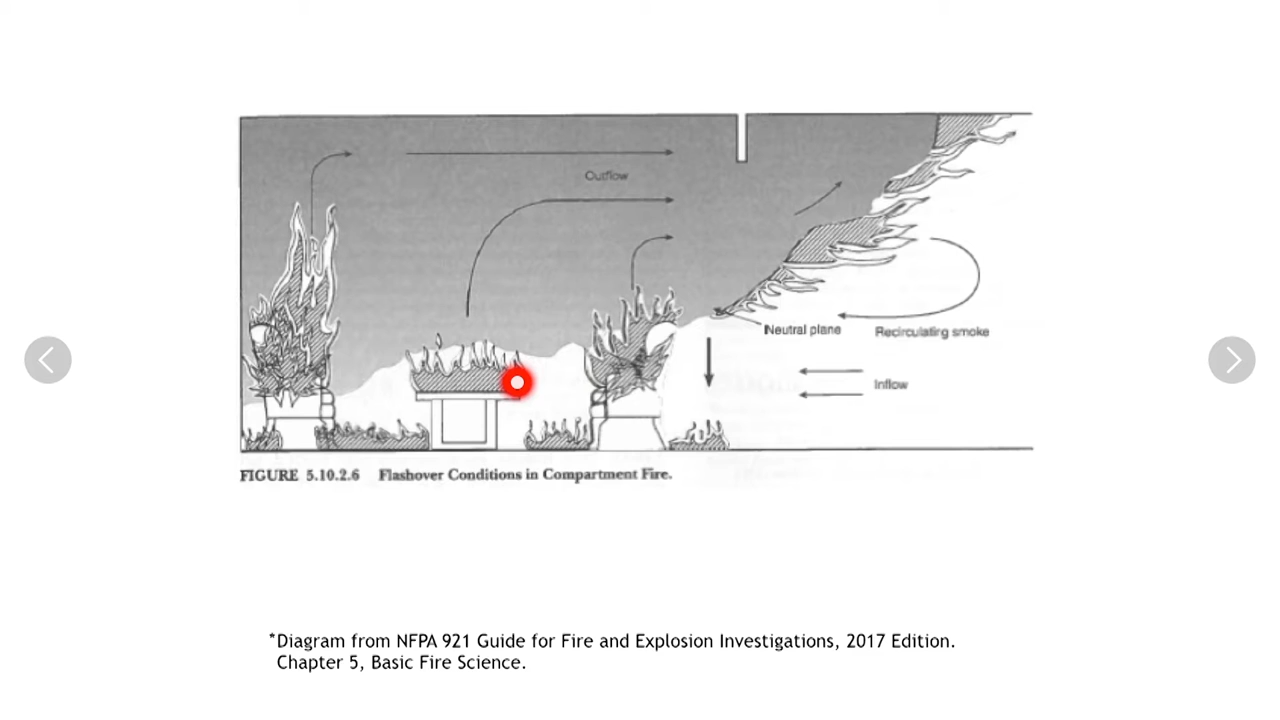 Outflow
Neutral plane
Recirculating smoke
Inflow
FIGURE 5.10.2.6 Flashover Conditions in Compartment Fire.
*Diagram from NFPA 921 Guide for Fire and Explosion Investigations, 2017 Edition.
Chapter 5, Basic Fire Science.